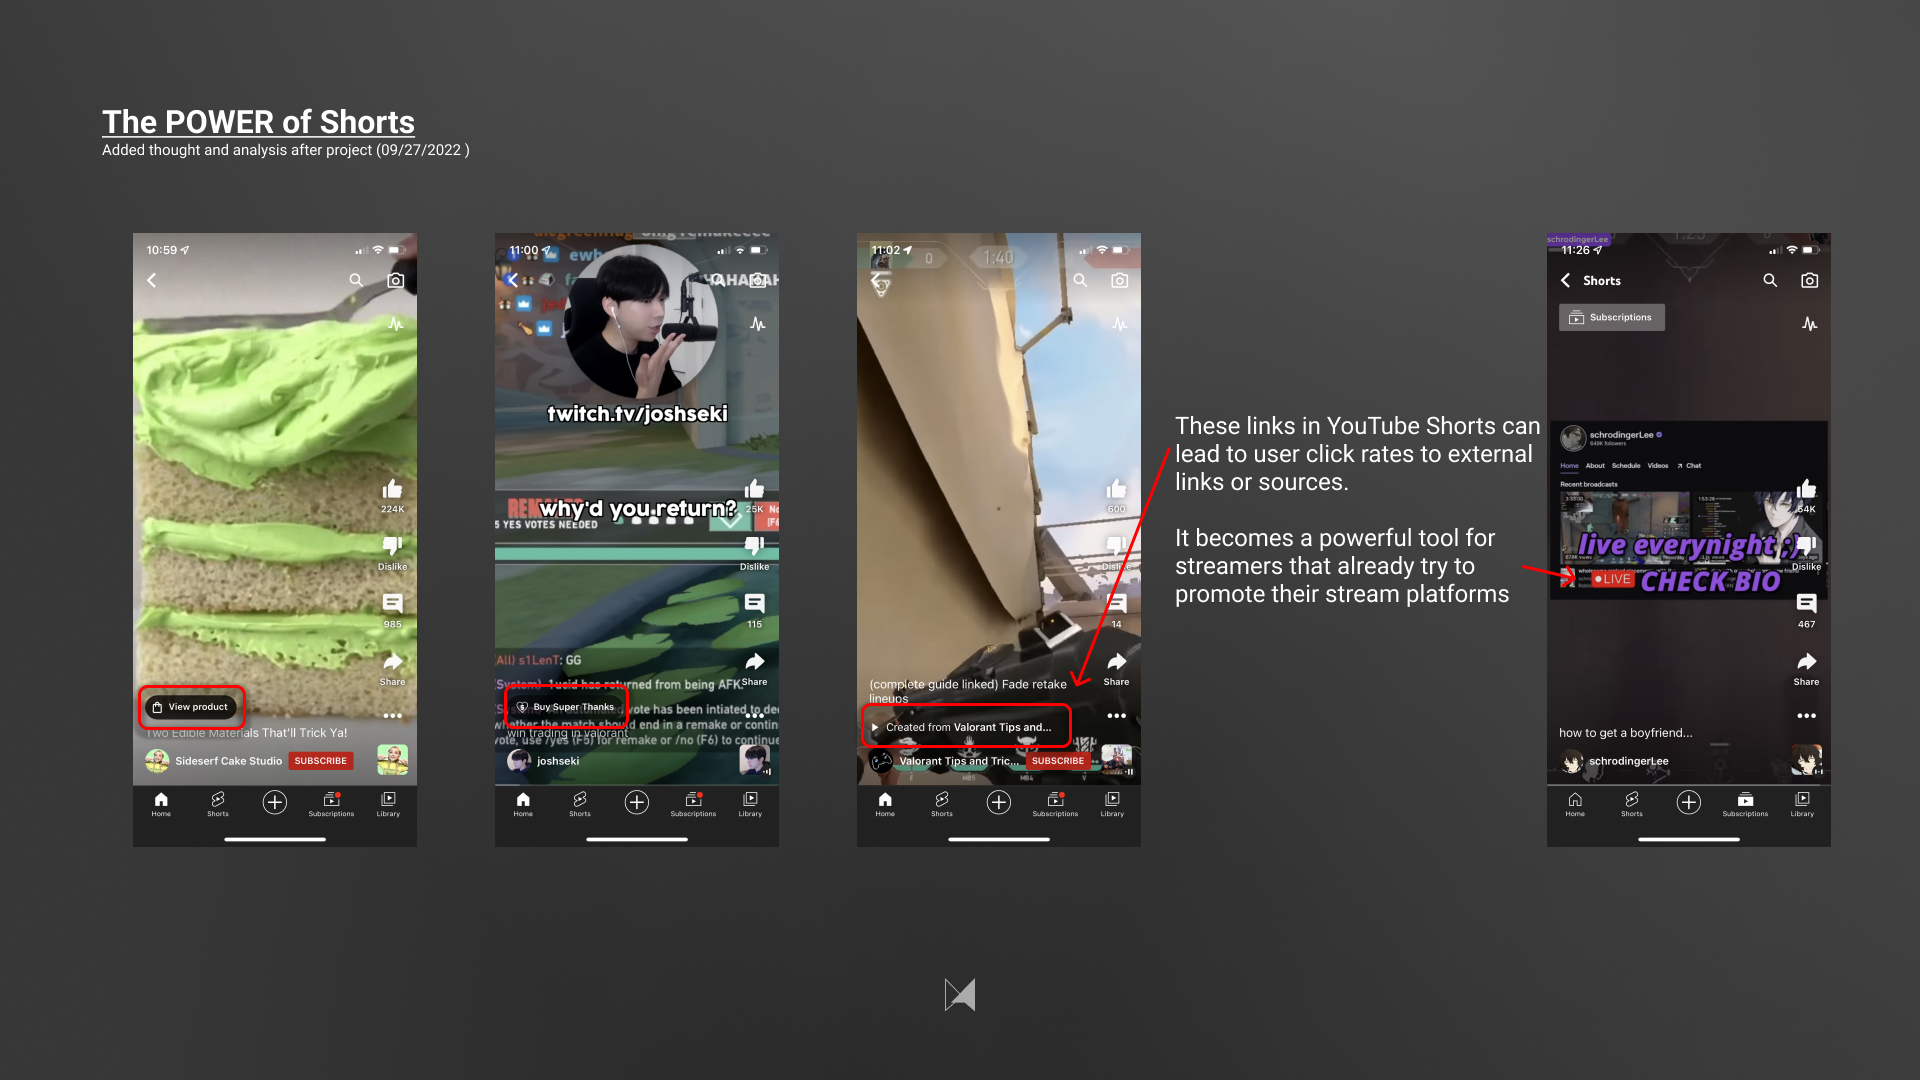 The POWER of Shorts
Added thought and analysis after project (09/27/2022 )
10:59
224K
Dislike
985
Share
View product
Two Edible Materials That'll Trick Ya!
Sideserf Cake Studio SUBSCRIBE
Home Shorts Subscriptions Library
11:00
twitch.tv/joshseki
why'd you return?
5 YES VOTES NEEDED
25K
Dislike
115
(All) s1LenT: GG
returned from being AFK.
Share
Buy Super Thanks
vote has been intiated to
whether the match should end in a remake or
win trading in valorant
vote, use /yes (F5) for remake or /no (F6) to continue
joshseki
Home Shorts Subscriptions Library
11:02
0 1:40
600
Dislike
14
Share
(complete guide linked) Fade retake
lineups
Created from Valorant Tips and...
Valorant Tips and Tric... SUBSCRIBE
Home Shorts Subscriptions Library
These links in YouTube Shorts can
lead to user click rates to external
links or sources.
It becomes a powerful tool for
streamers that already try to
promote their stream platforms
schrodingerLee
11:26
Shorts
Subscriptions
schrodingerLee
649K followers
Home About Schedule Videos Chat
Recent broadcasts
54K
live everynight ;)
Dislike
LIVE CHECK BIO
467
Share
how to get a boyfriend...
schrodingerLee
Home Shorts Subscriptions Library